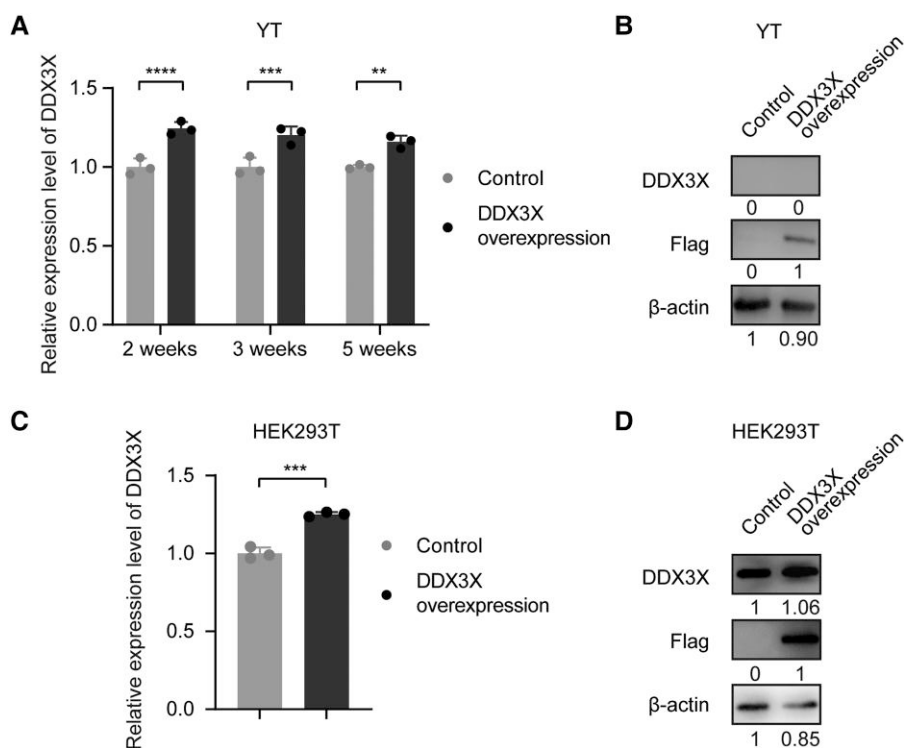 A
YT
Relative expression level of DDX3X
1.5
1.0
0.5
0.0
****
***
**
2 weeks
3 weeks
5 weeks
Control
DDX3X
overexpression
B
YT
Control
DDX3X
overexpression
DDX3X
0 0
Flag
0 1
β-actin
1 0.90
C
HEK293T
Relative expression level of DDX3X
1.5
1.0
0.5
0.0
***
Control
DDX3X
overexpression
D
HEK293T
Control
DDX3X
overexpression
DDX3X
1 1.06
Flag
0 1
β-actin
1 0.85